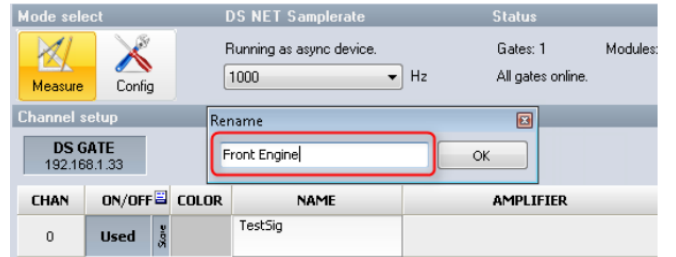 Mode select DS NET Samplerate Status
Running as async device. Gates: 1 Modules:
Measure Config 1000 Hz All gates online.
Channel setup Rename
DS GATE
192.168.1.33
Front Engine OK
CHAN ON/OFF COLOR NAME AMPLIFIER
0 Used Store TestSig